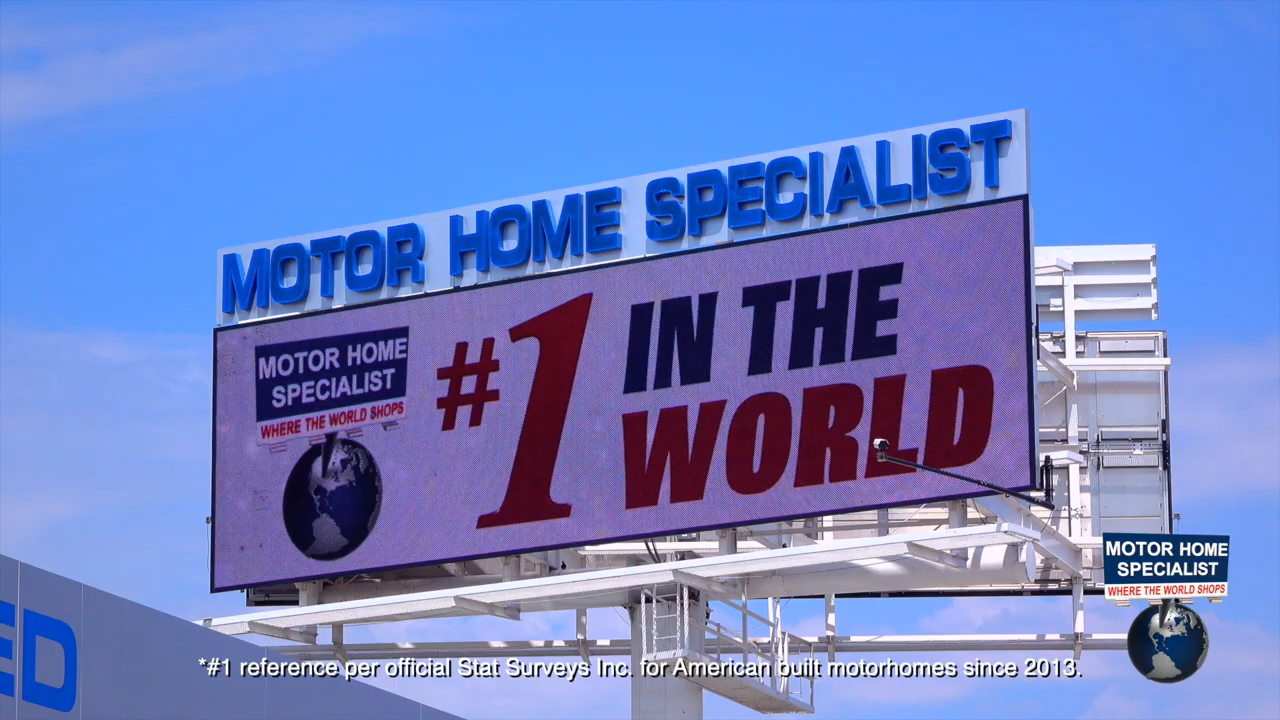 MOTOR HOME SPECIALIST
MOTOR HOME
SPECIALIST
WHERE THE WORLD SHOPS
#1 IN THE
WORLD
ED
MOTOR HOME
SPECIALIST
WHERE THE WORLD SHOPS
*#1 reference per official Stat Surveys Inc. for American built motorhomes since 2013.